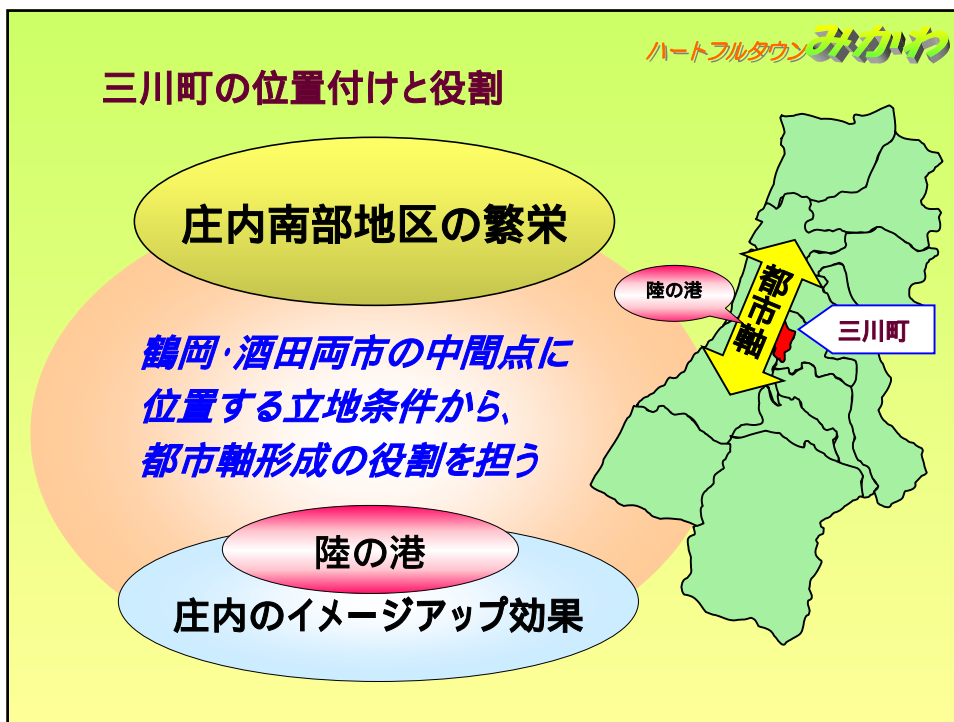 ハートフルタウンみかわ
三川町の位置付けと役割
庄内南部地区の繁栄
鶴岡・酒田両市の中間点に
位置する立地条件から、
都市軸形成の役割を担う
陸の港
庄内のイメージアップ効果
陸の港
都市軸
三川町